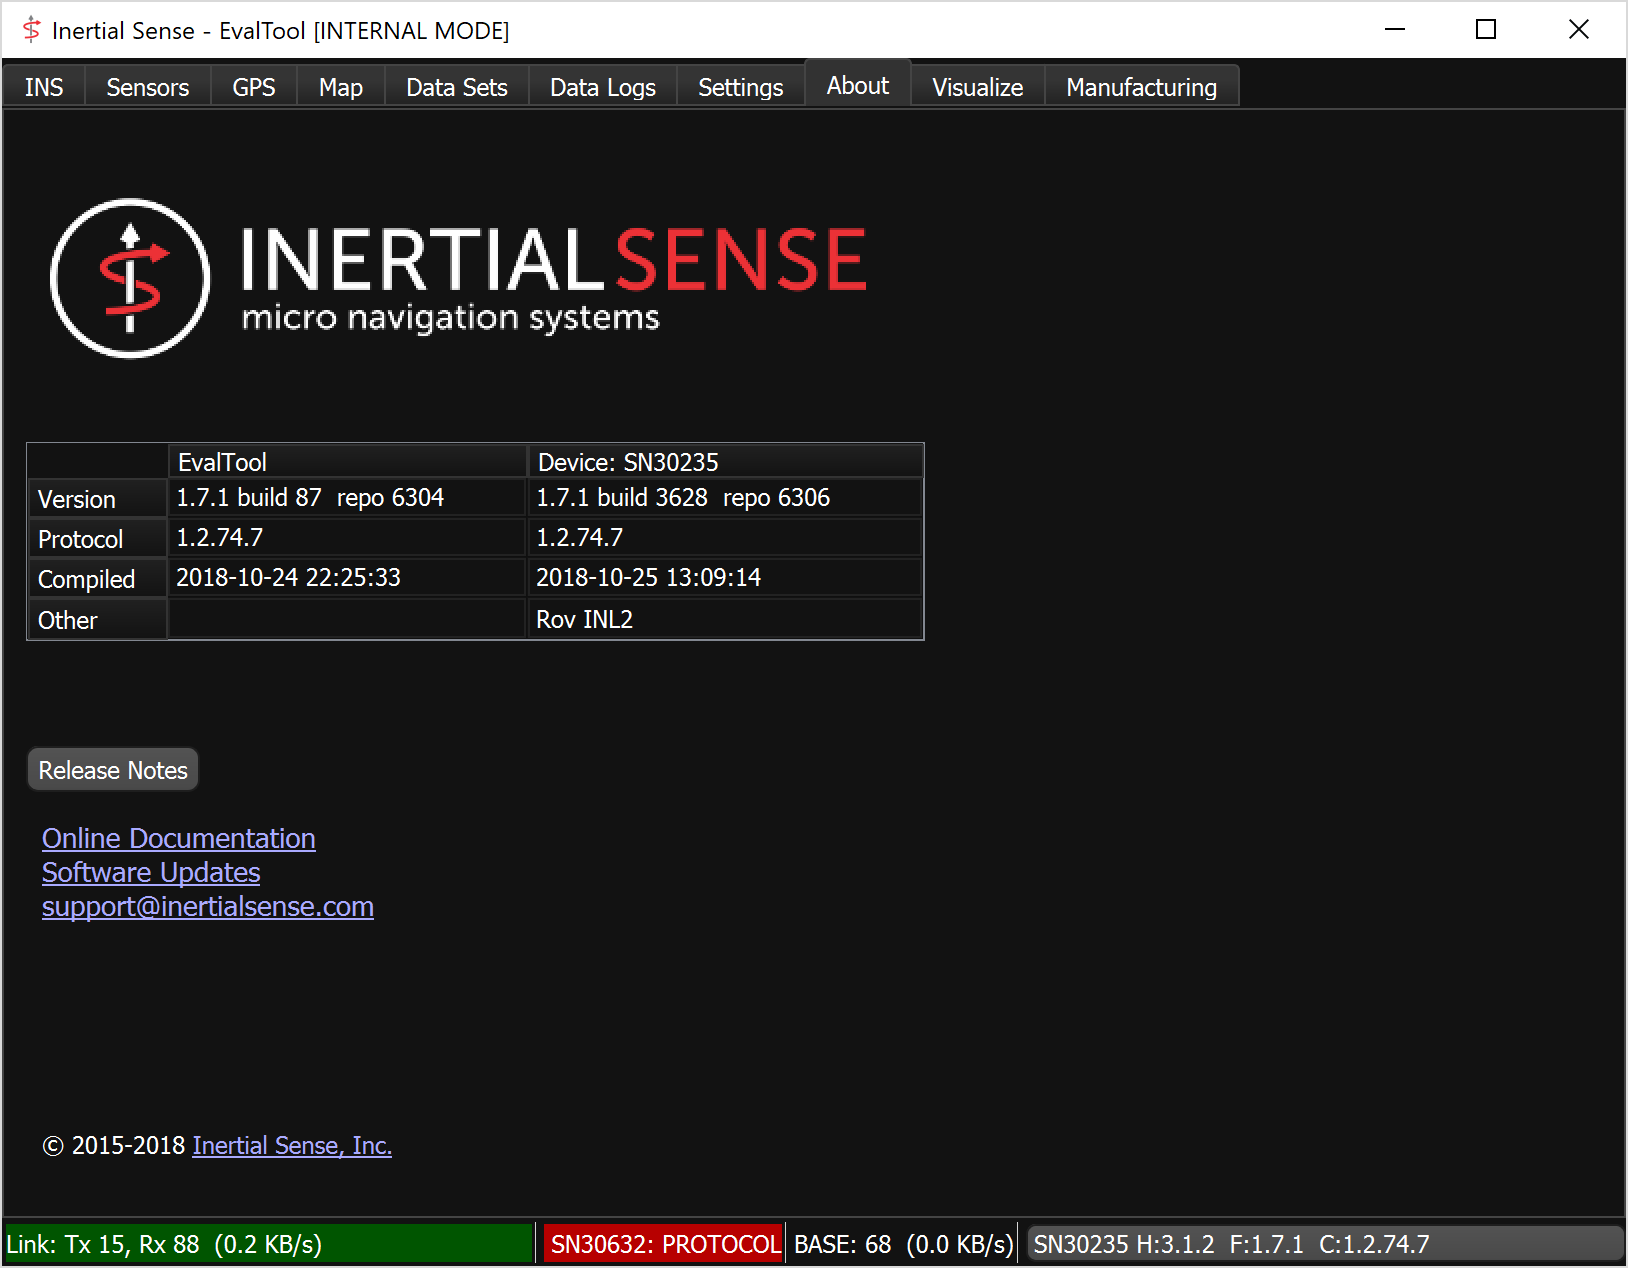 Inertial Sense - EvalTool [INTERNAL MODE]
INS Sensors GPS Map Data Sets Data Logs Settings About Visualize Manufacturing
INERTIALSENSE
micro navigation systems
EvalTool Device: SN30235
Version 1.7.1 build 87 repo 6304 1.7.1 build 3628 repo 6306
Protocol 1.2.74.7 1.2.74.7
Compiled 2018-10-24 22:25:33 2018-10-25 13:09:14
Other Rov INL2
Release Notes
Online Documentation
Software Updates
support@inertialsense.com
© 2015-2018 Inertial Sense, Inc.
Link: Tx 15, Rx 88 (0.2 KB/s) SN30632: PROTOCOL BASE: 68 (0.0 KB/s) SN30235 H:3.1.2 F:1.7.1 C:1.2.74.7